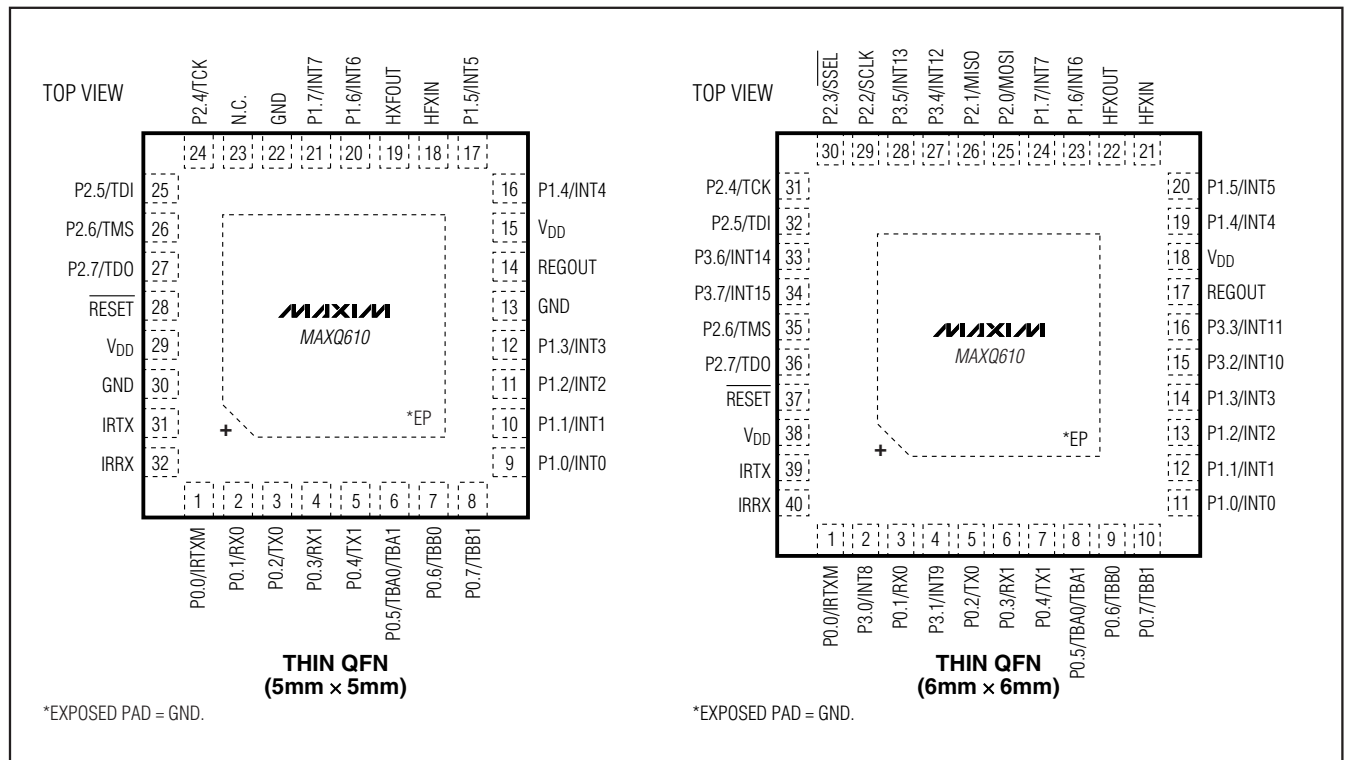 TOP VIEW
P2.4/TCK
N.C.
GND
P1.7/INT7
P1.6/INT6
HXFOUT
HFXIN
P1.5/INT5
24 23 22 21 20 19 18 17
P2.5/TDI 25
P2.6/TMS 26
P2.7/TDO 27
RESET 28
VDD 29
GND 30
IRTX 31
IRRX 32
16 P1.4/INT4
15 VDD
14 REGOUT
13 GND
12 P1.3/INT3
11 P1.2/INT2
10 P1.1/INT1
9 P1.0/INT0
MAXIM
MAXQ610
*EP
+
1 2 3 4 5 6 7 8
P0.0/IRTXM
P0.1/RX0
P0.2/TX0
P0.3/RX1
P0.4/TX1
P0.5/TBA0/TBA1
P0.6/TBB0
P0.7/TBB1
THIN QFN
(5mm × 5mm)
*EXPOSED PAD = GND.
TOP VIEW
P2.3/SSEL
P2.2/SCLK
P3.5/INT13
P3.4/INT12
P2.1/MISO
P2.0/MOSI
P1.7/INT7
P1.6/INT6
HFXOUT
HFXIN
30 29 28 27 26 25 24 23 22 21
P2.4/TCK 31
P2.5/TDI 32
P3.6/INT14 33
P3.7/INT15 34
P2.6/TMS 35
P2.7/TDO 36
RESET 37
VDD 38
IRTX 39
IRRX 40
20 P1.5/INT5
19 P1.4/INT4
18 VDD
17 REGOUT
16 P3.3/INT11
15 P3.2/INT10
14 P1.3/INT3
13 P1.2/INT2
12 P1.1/INT1
11 P1.0/INT0
MAXIM
MAXQ610
*EP
+
1 2 3 4 5 6 7 8 9 10
P0.0/IRTXM
P3.0/INT8
P0.1/RX0
P3.1/INT9
P0.2/TX0
P0.3/RX1
P0.4/TX1
P0.5/TBA0/TBA1
P0.6/TBB0
P0.7/TBB1
THIN QFN
(6mm × 6mm)
*EXPOSED PAD = GND.